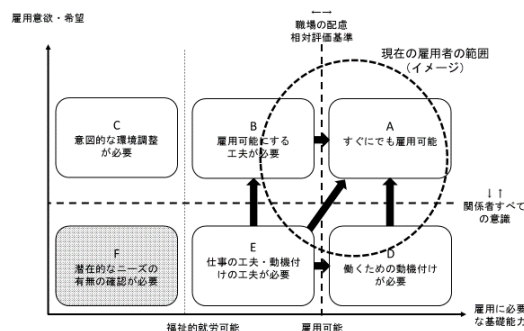 雇用意欲・希望
←→
職場の配慮
相対評価基準
現在の雇用者の範囲
（イメージ）
C
意図的な環境調整
が必要
B
雇用可能にする
工夫が必要
A
すぐにでも雇用可能
↓↑
関係者すべて
の意識
F
潜在的なニーズの
有無の確認が必要
E
仕事の工夫・動機付
けの工夫が必要
D
働くための動機付け
が必要
福祉的就労可能
雇用可能
雇用に必要
な基礎能力